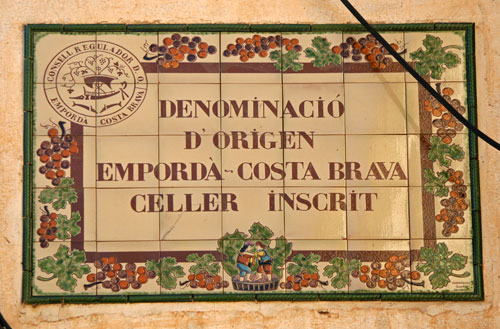 CONSELL REGULADOR D.O.
EMPORDÀ COSTA BRAVA
DENOMINACIÓ
D'ORIGEN
EMPORDÀ-COSTA BRAVA
CELLER INSCRIT